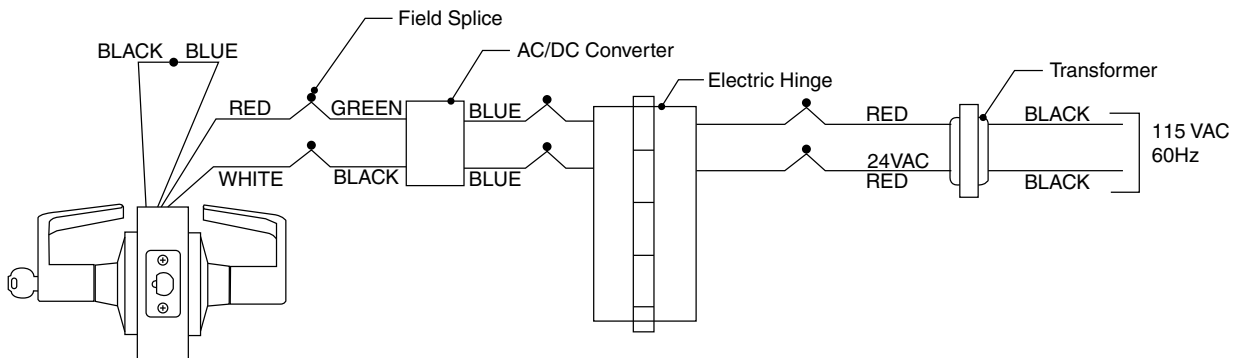 Field Splice
BLACK BLUE
AC/DC Converter
Electric Hinge
Transformer
RED GREEN BLUE RED BLACK
115 VAC
60Hz
24VAC
WHITE BLACK BLUE RED BLACK